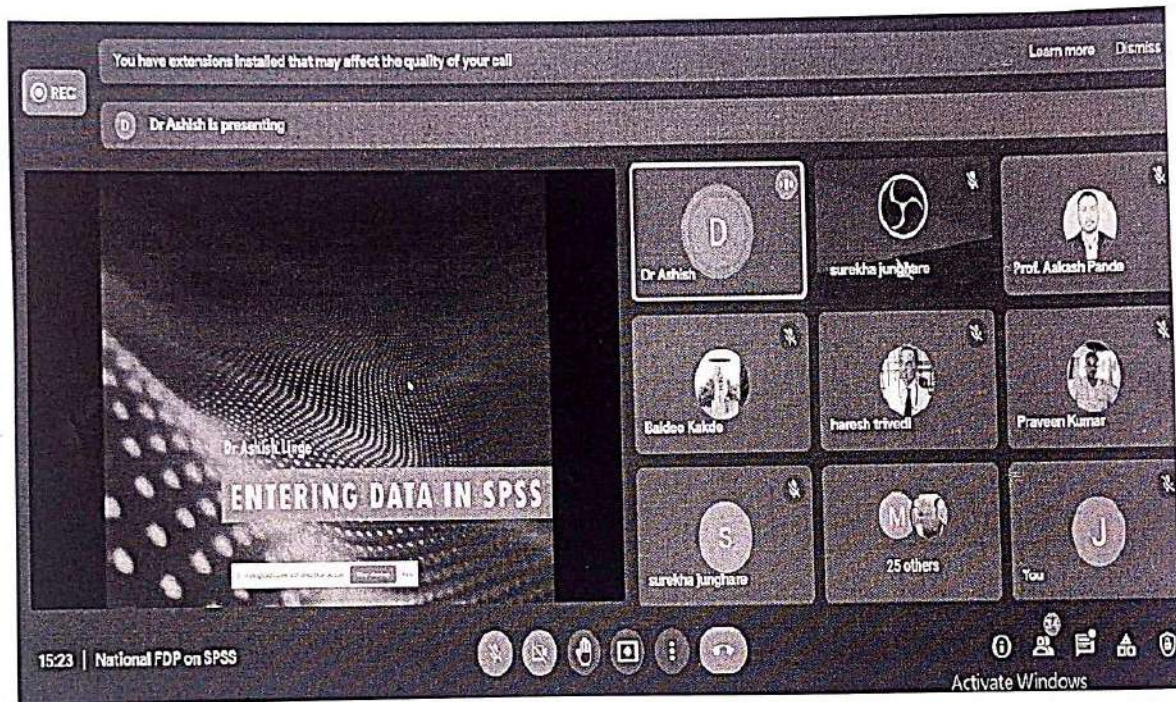 You have extensions installed that may affect the quality of your call
Learn more
Dismiss
REC
D
Dr Ashish is presenting
D
Dr Ashish
surekha junghare
Prof. Aakash Pande
Baldeo Kakde
haresh trivedi
Praveen Kumar
S
surekha junghare
M
25 others
J
You
Dr Ashish Linge
ENTERING DATA IN SPSS
15:23 | National FDP on SPSS
34
Activate Windows